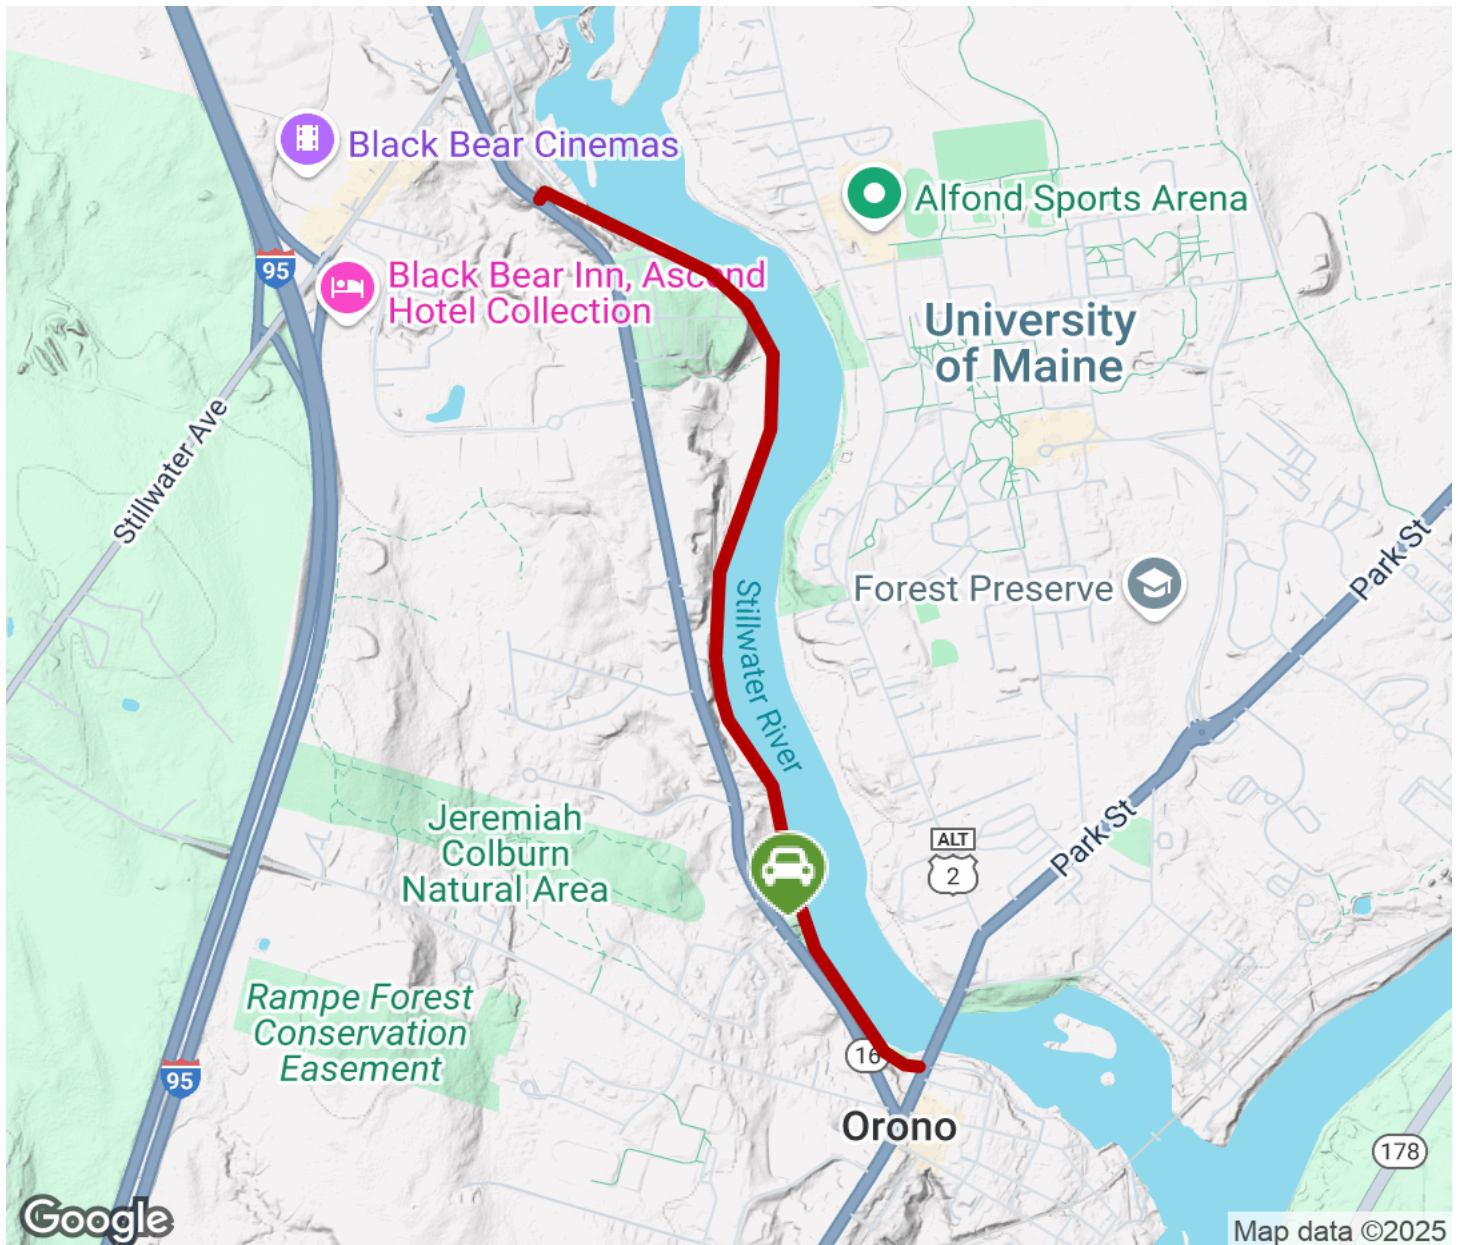 Black Bear Cinemas
Alfond Sports Arena
95
Black Bear Inn, Ascend
Hotel Collection
University
of Maine
Stillwater Ave
Park St
Forest Preserve
Stillwater River
Park St
Jeremiah
Colburn
Natural Area
ALT
2
Rampe Forest
Conservation
Easement
16
95
Orono
178
Google
Map data ©2025